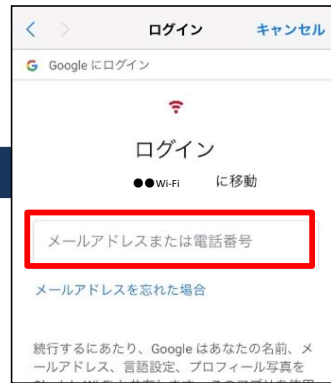 ログイン
キャンセル
Google にログイン
ログイン
●●Wi-Fi に移動
メールアドレスまたは電話番号
メールアドレスを忘れた場合
続行するにあたり、Google はあなたの名前、メ
ールアドレス、言語設定、プロフィール写真を